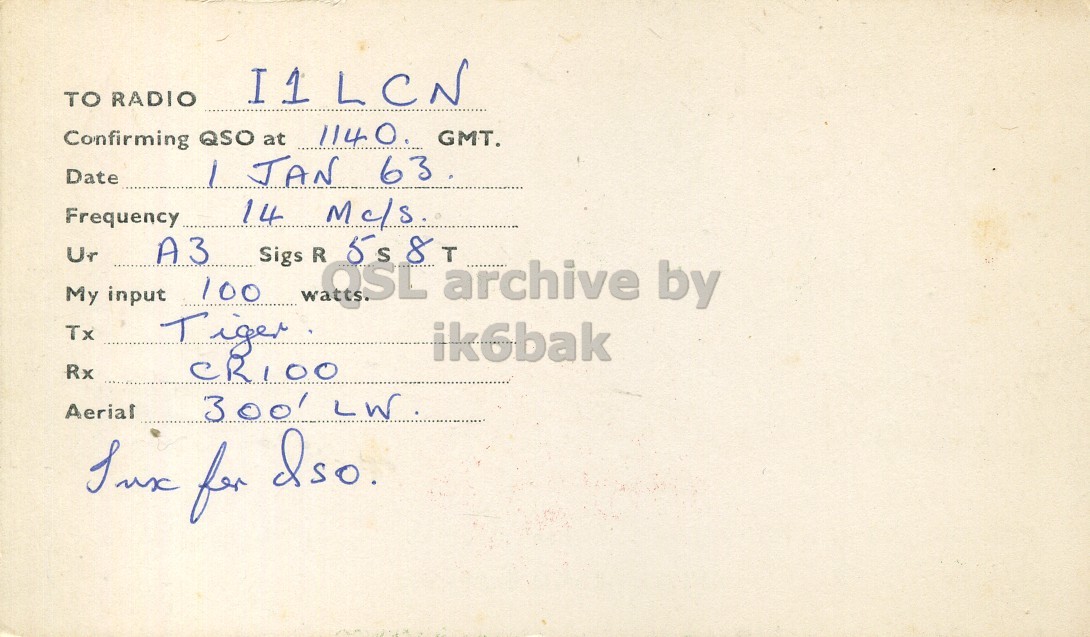 TO RADIO I1LCN
Confirming QSO at 1140. GMT.
Date 1 JAN 63.
Frequency 14 Mc/s.
Ur A3 Sigs R 5 S 8 T
My input 100 watts.
Tx Tiger.
Rx CR100
Aerial 300' LW.
Tnx for QSO.
QSL archive by
ik6bak